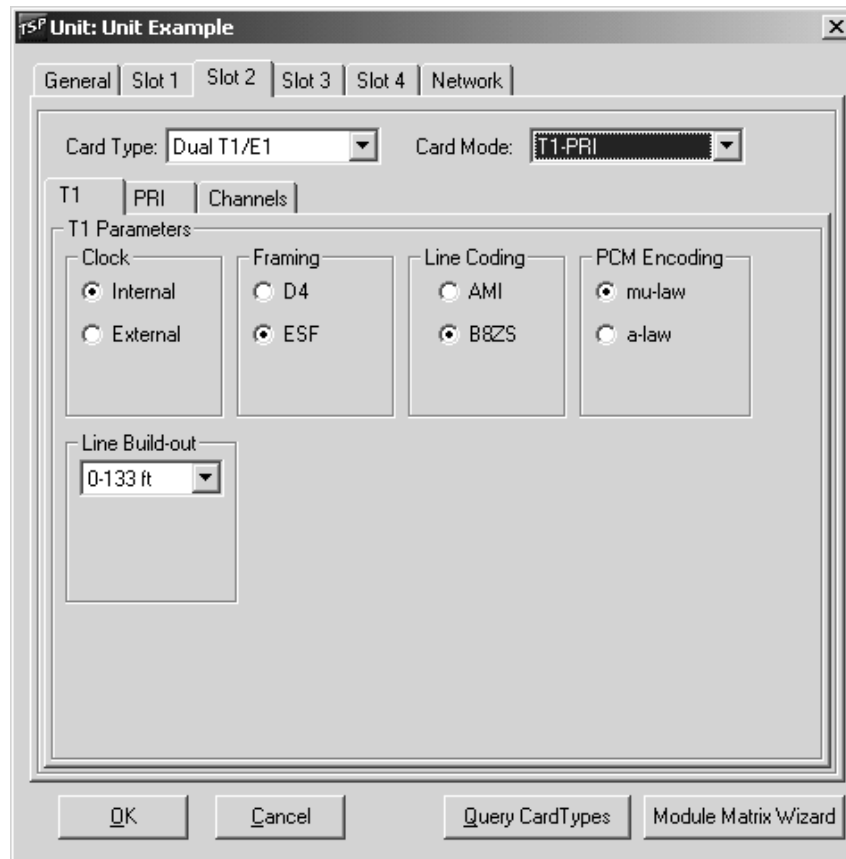 TSP Unit: Unit Example
General Slot 1 Slot 2 Slot 3 Slot 4 Network
Card Type: Dual T1/E1 Card Mode: T1-PRI
T1 PRI Channels
T1 Parameters
Clock Framing Line Coding PCM Encoding
Internal D4 AMI mu-law
External ESF B8ZS a-law
Line Build-out
0-133 ft
OK Cancel Query CardTypes Module Matrix Wizard